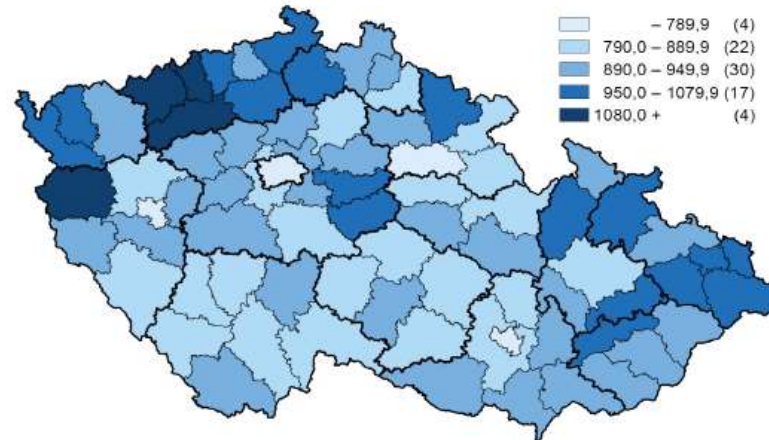 – 789,9 (4)
790,0 – 889,9 (22)
890,0 – 949,9 (30)
950,0 – 1079,9 (17)
1080,0 + (4)